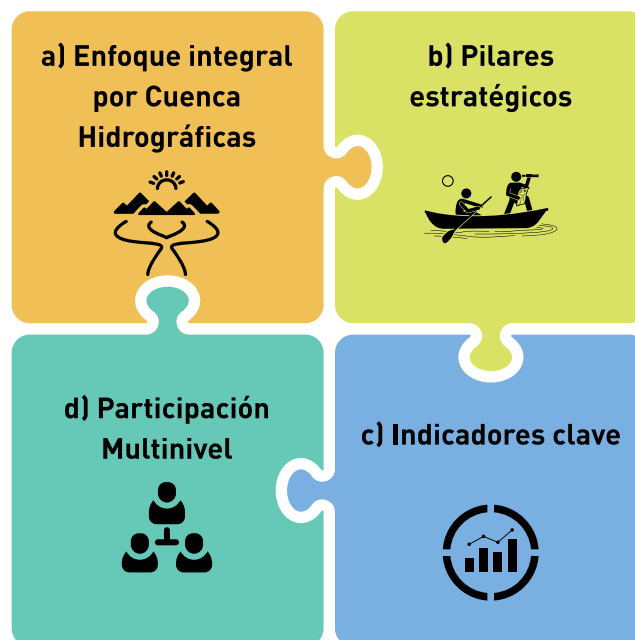 a) Enfoque integral
por Cuenca
Hidrográficas
b) Pilares
estratégicos
d) Participación
Multinivel
c) Indicadores clave